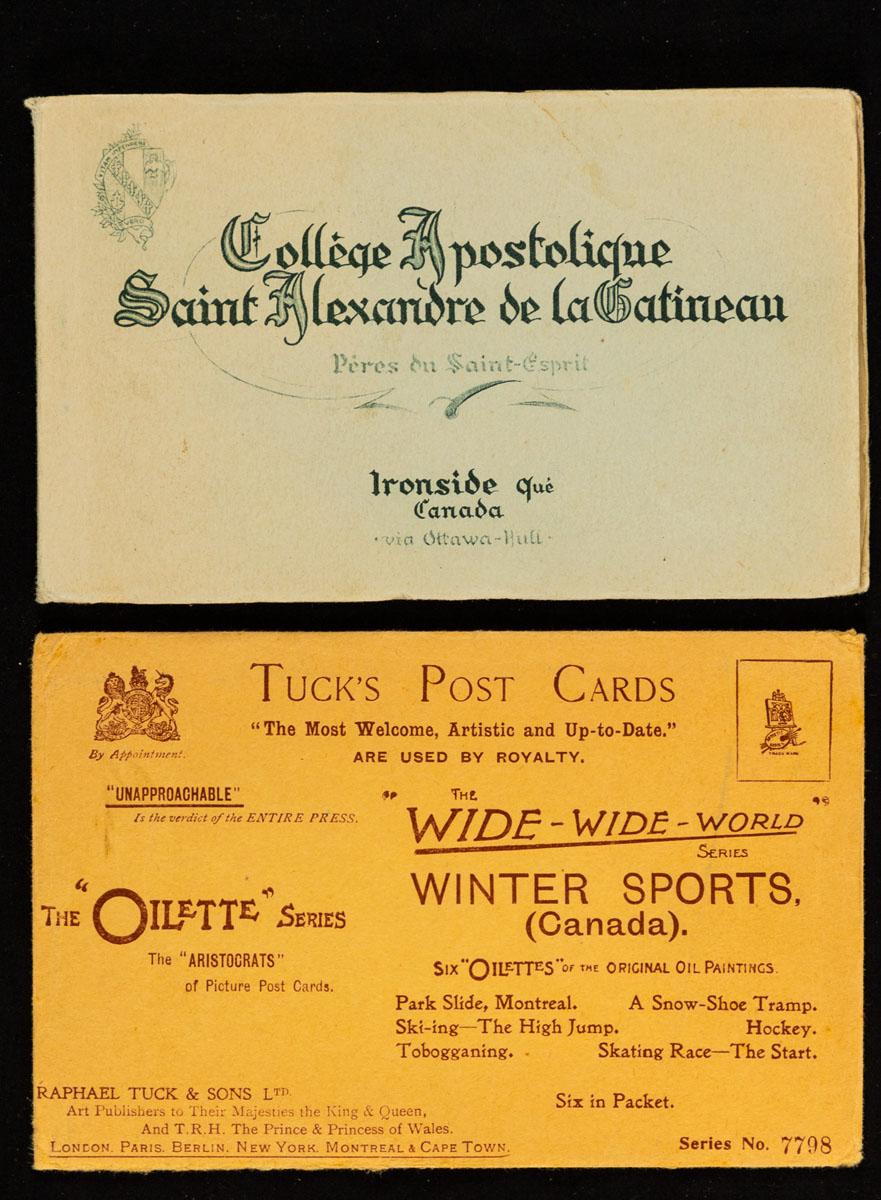 VITAM IMPENDERE
VERO
Collège Apostolique
Saint Alexandre de la Gatineau
Pères du Saint-Esprit
Ironside Qué
Canada
·via Ottawa-Hull·
TUCK'S POST CARDS
"The Most Welcome, Artistic and Up-to-Date."
ARE USED BY ROYALTY.
By Appointment.
TRADE MARK
"UNAPPROACHABLE"
Is the verdict of the ENTIRE PRESS.
THE "OILETTE" SERIES
The "ARISTOCRATS"
of Picture Post Cards.
"THE
WIDE-WIDE-WORLD"
SERIES
WINTER SPORTS,
(Canada).
SIX "OILETTES" OF THE ORIGINAL OIL PAINTINGS.
Park Slide, Montreal. A Snow-Shoe Tramp.
Ski-ing—The High Jump. Hockey.
Tobogganing. Skating Race—The Start.
Six in Packet.
Series No. 7798
RAPHAEL TUCK & SONS LTD.
Art Publishers to Their Majesties the King & Queen,
And T.R.H. The Prince & Princess of Wales.
LONDON. PARIS. BERLIN. NEW YORK. MONTREAL & CAPE TOWN.